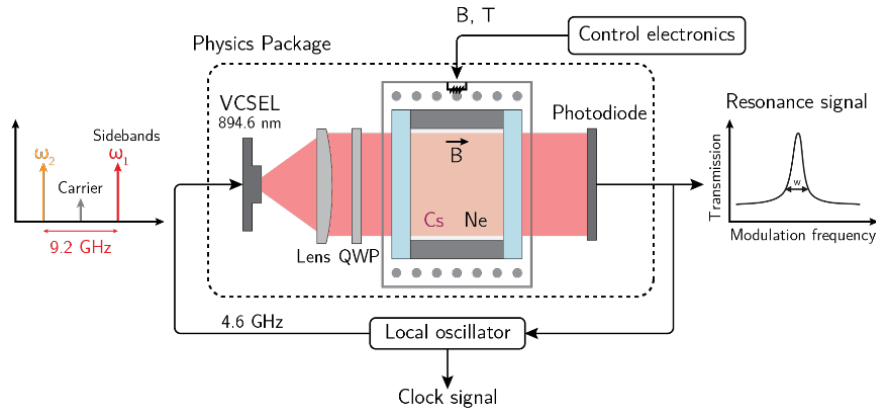 B, T
Control electronics
Physics Package
VCSEL
894.6 nm
Photodiode
Resonance signal
Sidebands
ω₂
ω₁
Carrier
9.2 GHz
B
Cs
Ne
Lens
QWP
Transmission
w
Modulation frequency
4.6 GHz
Local oscillator
Clock signal